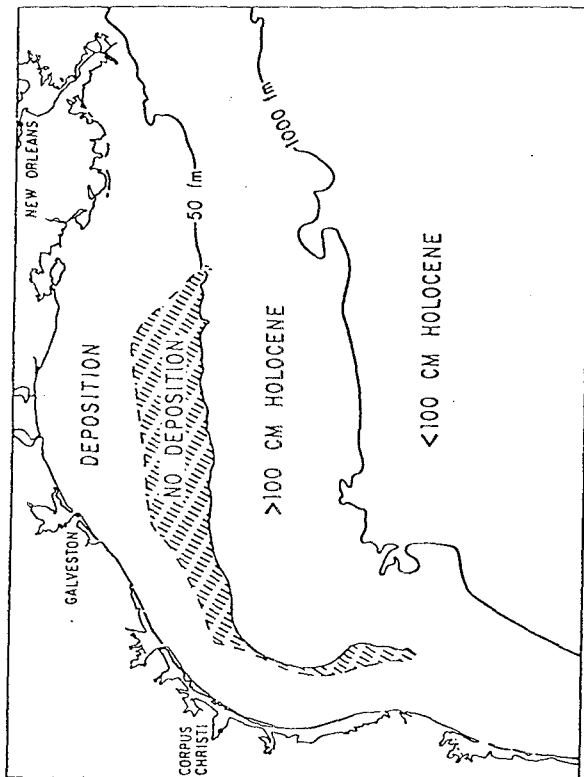 NEW ORLEANS
GALVESTON
CORPUS
CHRISTI
DEPOSITION
NO DEPOSITION
50 fm
>100 CM HOLOCENE
1000 fm
<100 CM HOLOCENE